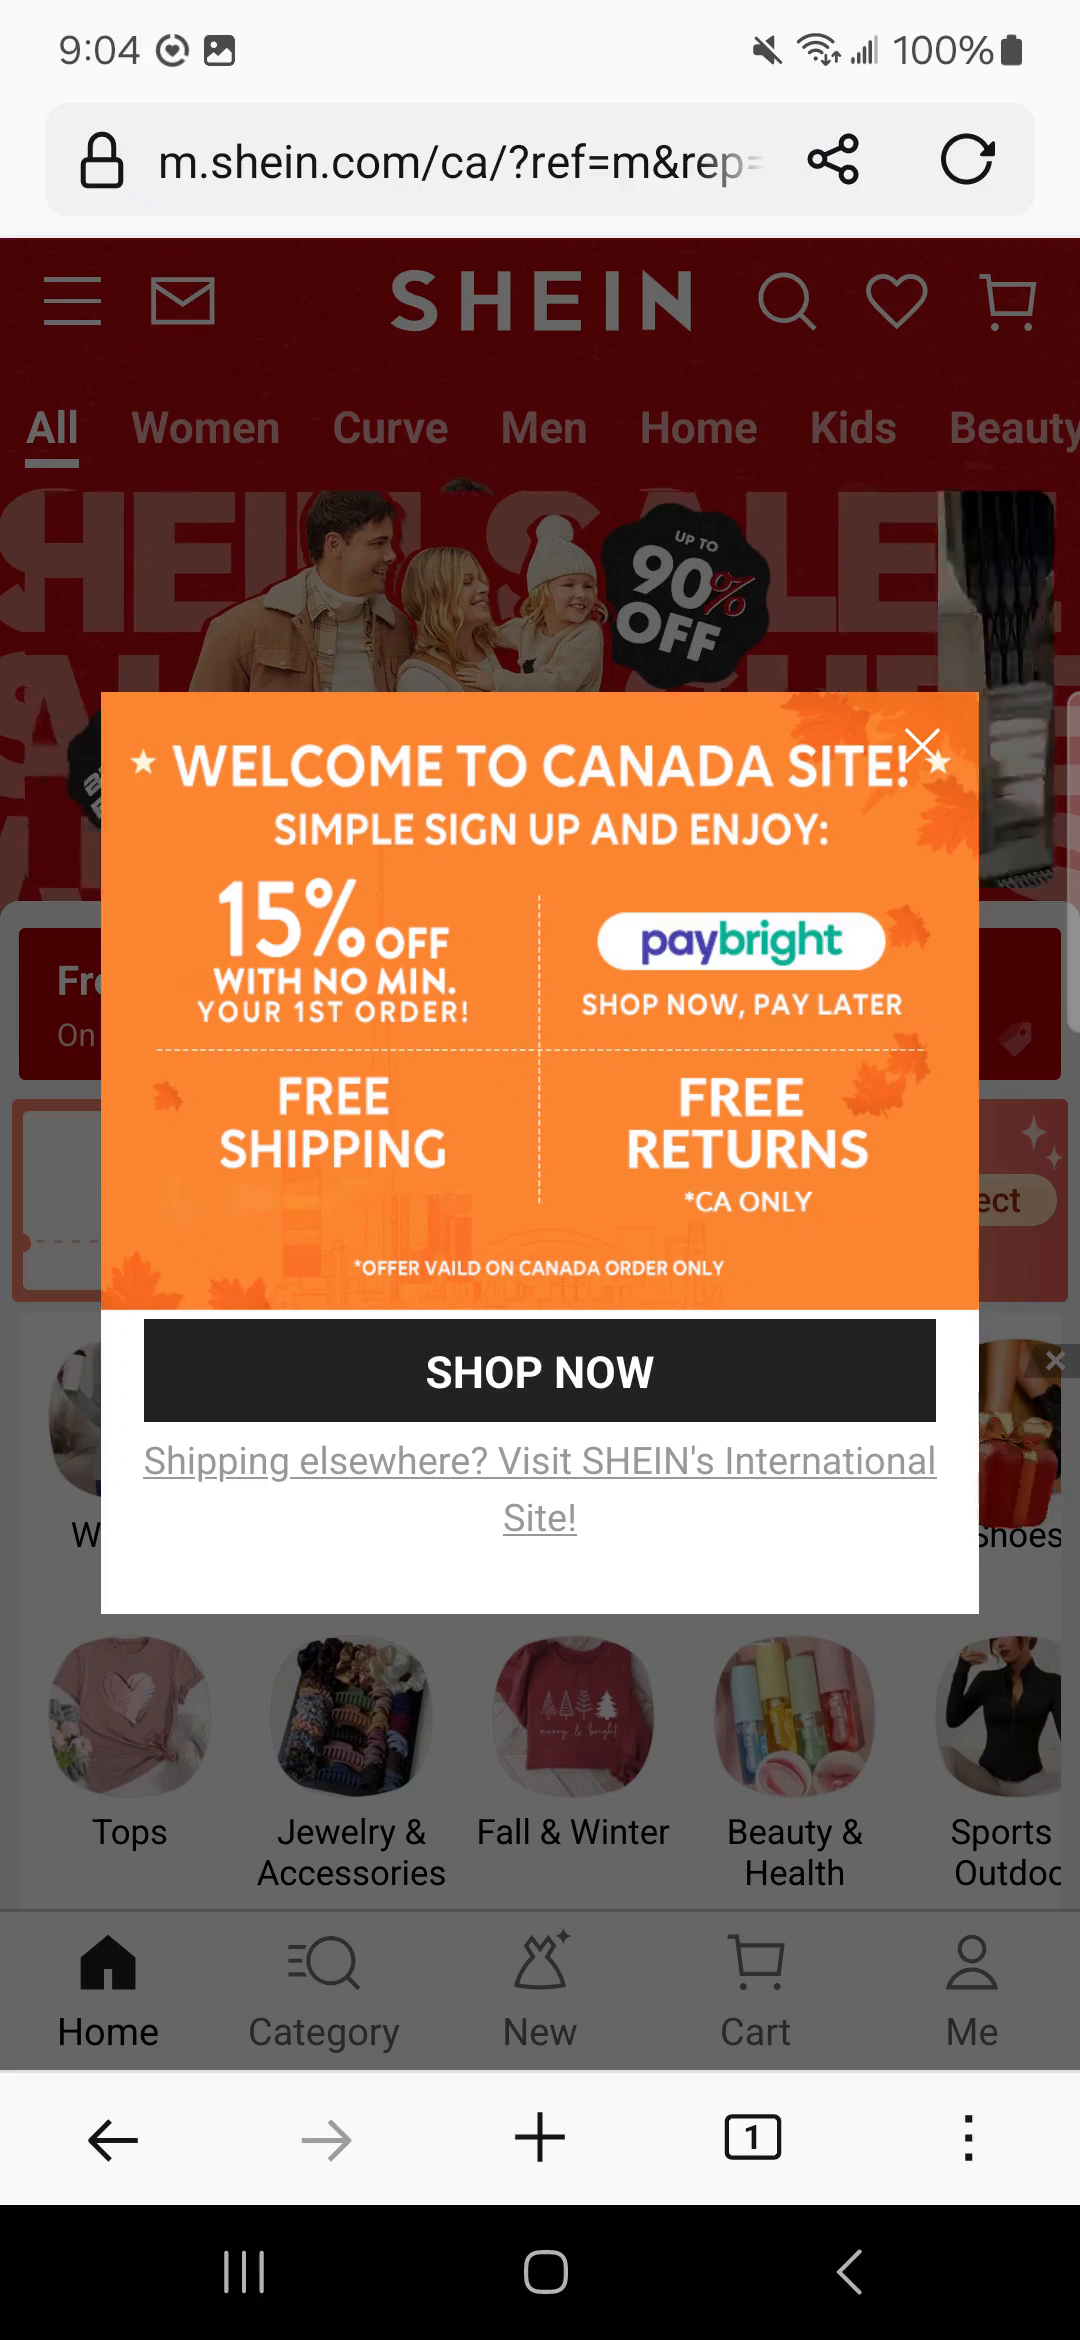 9:04
100%
m.shein.com/ca/?ref=m&rep=
SHEIN
All Women Curve Men Home Kids Beauty
SHEIN SALE
UP TO
90%
OFF
WELCOME TO CANADA SITE!
SIMPLE SIGN UP AND ENJOY:
15% OFF
WITH NO MIN.
YOUR 1ST ORDER!
paybright
SHOP NOW, PAY LATER
FREE
SHIPPING
FREE
RETURNS
*CA ONLY
*OFFER VAILD ON CANADA ORDER ONLY
On
SHOP NOW
Shipping elsewhere? Visit SHEIN's International
Site!
Shoes
merry & bright
Tops
Jewelry &
Accessories
Fall & Winter
Beauty &
Health
Sports
Home Category New Cart Me
1